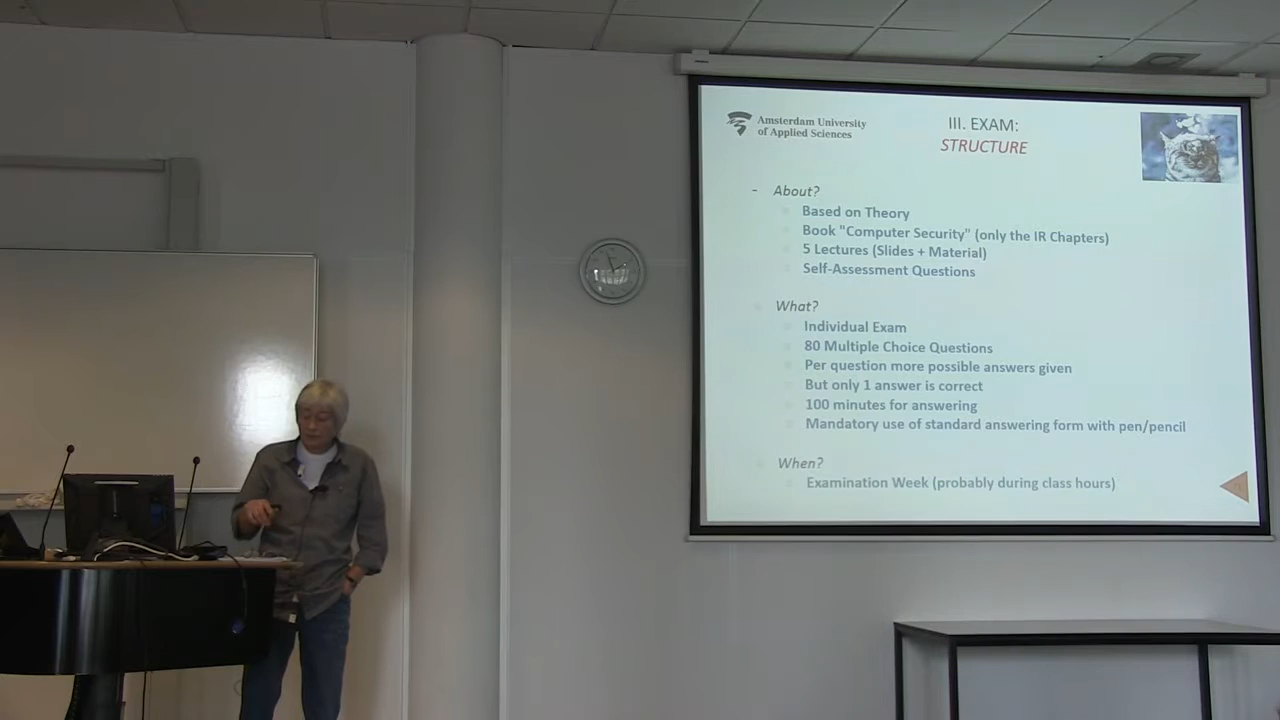 Amsterdam University
of Applied Sciences
III. EXAM:
STRUCTURE
- About?
Based on Theory
Book "Computer Security" (only the IR Chapters)
5 Lectures (Slides + Material)
Self-Assessment Questions
What?
Individual Exam
80 Multiple Choice Questions
Per question more possible answers given
But only 1 answer is correct
100 minutes for answering
Mandatory use of standard answering form with pen/pencil
When?
Examination Week (probably during class hours)